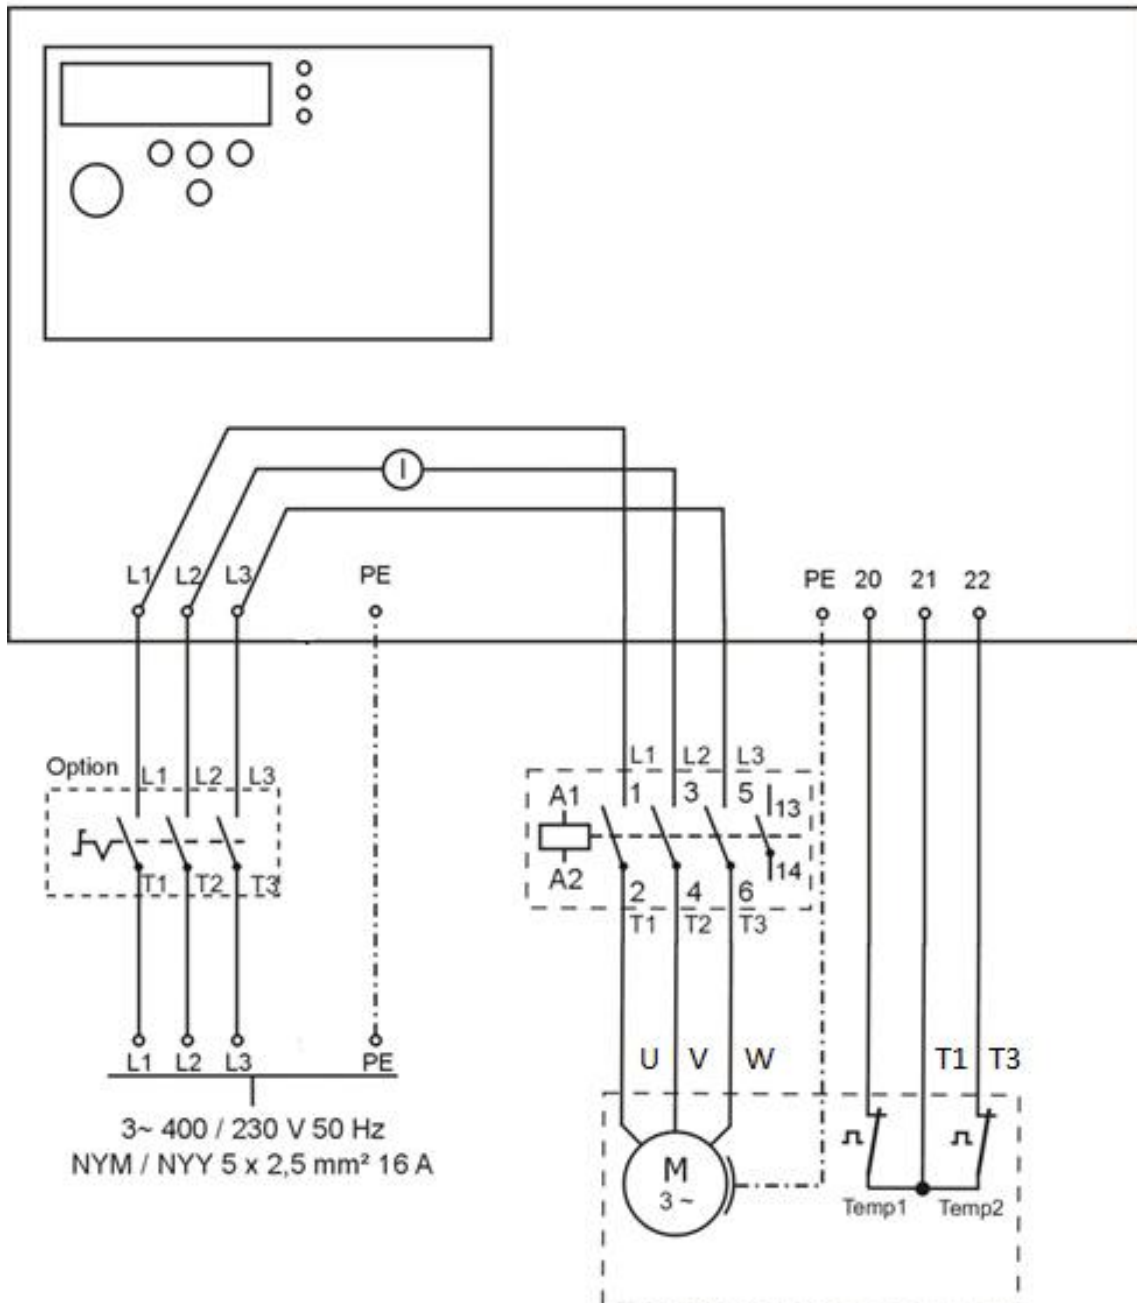 I
L1 L2 L3 PE
PE 20 21 22
Option
L1 L2 L3
T1 T2 T3
L1 L2 L3
A1 1 3 5 13
A2 2 4 6 14
T1 T2 T3
U V W
T1 T3
L1 L2 L3 PE
3~ 400 / 230 V 50 Hz
NYM / NYY 5 x 2,5 mm² 16 A
M
3 ~
Temp1 Temp2